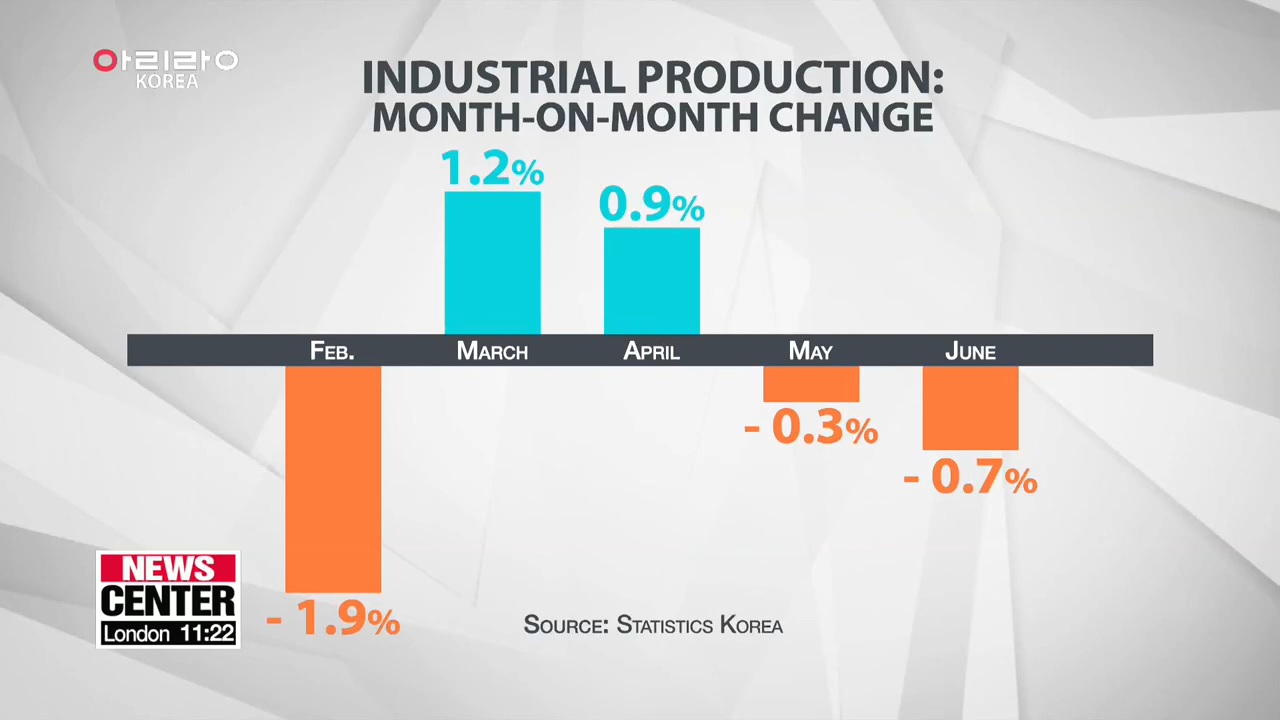 아리랑
KOREA
INDUSTRIAL PRODUCTION:
MONTH-ON-MONTH CHANGE
1.2%
0.9%
FEB.
MARCH
APRIL
MAY
JUNE
- 0.3%
- 0.7%
- 1.9%
NEWS
CENTER
London 11:22
SOURCE: STATISTICS KOREA